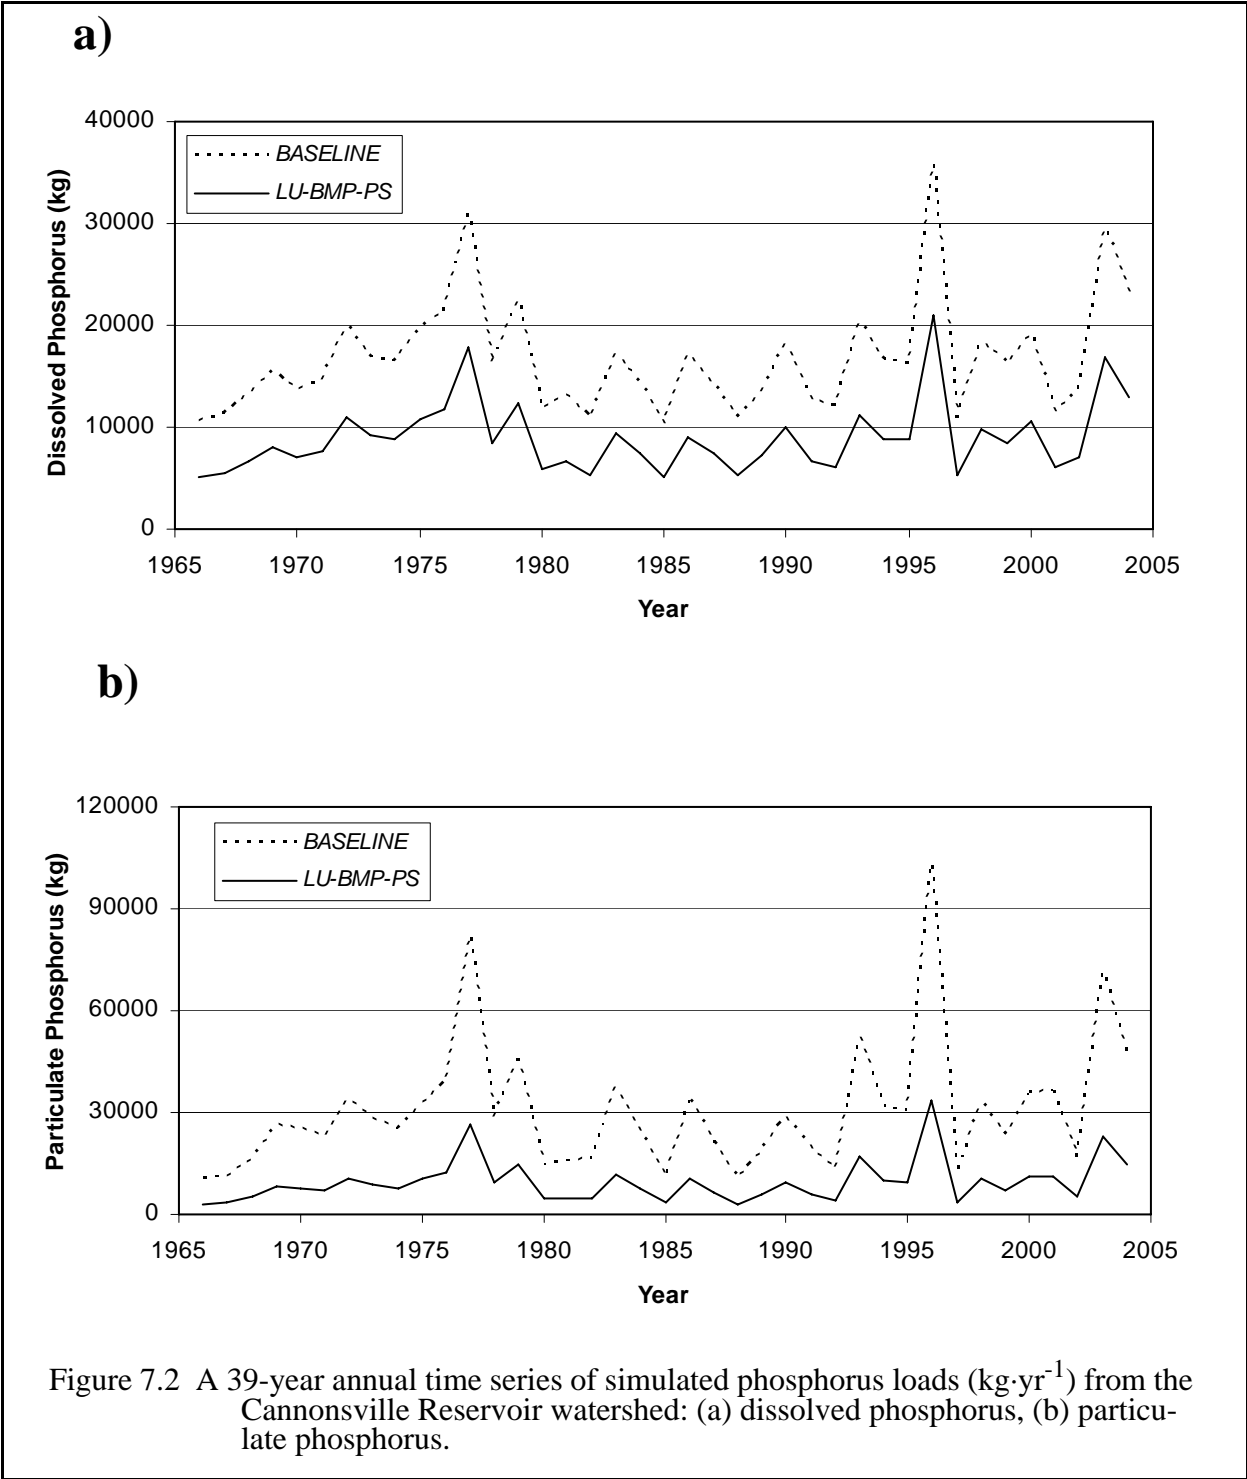 a)
40000
30000
20000
10000
0
Dissolved Phosphorus (kg)
BASELINE
LU-BMP-PS
1965 1970 1975 1980 1985 1990 1995 2000 2005
Year
b)
120000
90000
60000
30000
0
Particulate Phosphorus (kg)
BASELINE
LU-BMP-PS
1965 1970 1975 1980 1985 1990 1995 2000 2005
Year
Figure 7.2 A 39-year annual time series of simulated phosphorus loads (kg·yr⁻¹) from the
Cannonsville Reservoir watershed: (a) dissolved phosphorus, (b) particu-
late phosphorus.